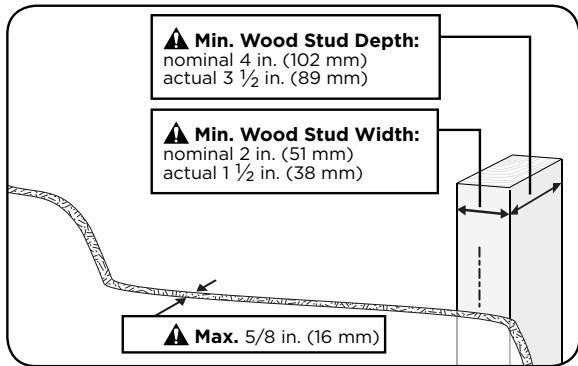 ⚠ Min. Wood Stud Depth:
nominal 4 in. (102 mm)
actual 3 ½ in. (89 mm)
⚠ Min. Wood Stud Width:
nominal 2 in. (51 mm)
actual 1 ½ in. (38 mm)
⚠ Max. 5/8 in. (16 mm)